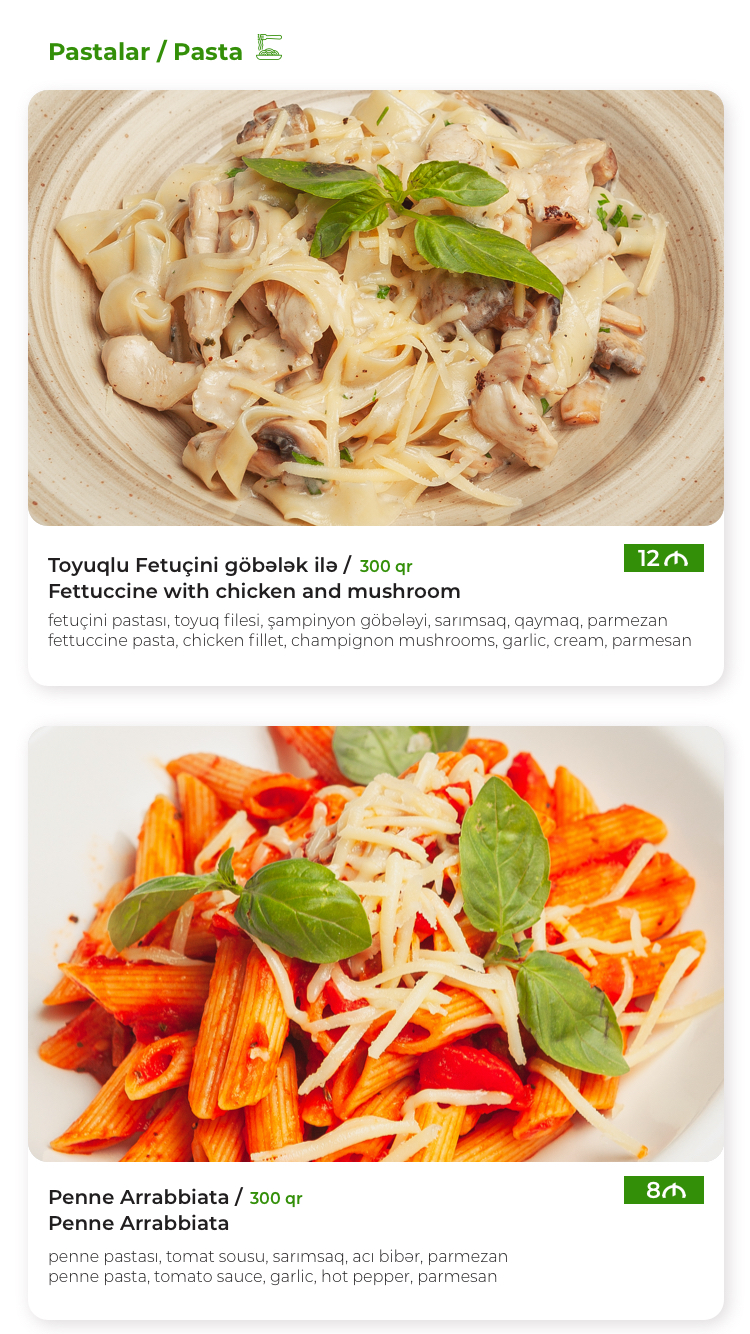 Pastalar / Pasta
Toyuqlu Fetuçini göbələk ilə / 300 qr
12 ₼
Fettuccine with chicken and mushroom
fetuçini pastası, toyuq filesi, şampinyon göbələyi, sarımsaq, qaymaq, parmezan
fettuccine pasta, chicken fillet, champignon mushrooms, garlic, cream, parmesan
Penne Arrabbiata / 300 qr
8₼
Penne Arrabbiata
penne pastası, tomat sousu, sarımsaq, acı bibər, parmezan
penne pasta, tomato sauce, garlic, hot pepper, parmesan